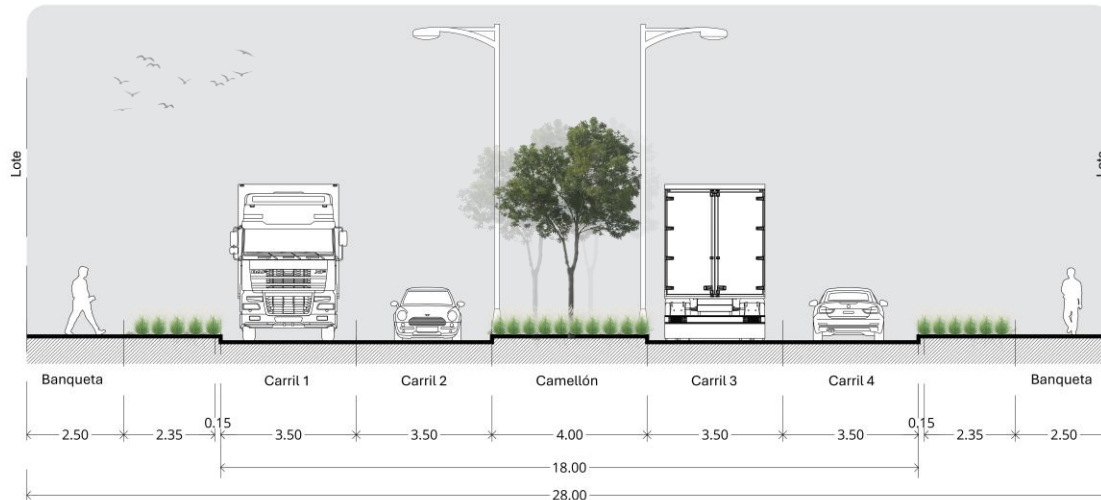 Lote
Lote
Banqueta Carril 1 Carril 2 Camellón Carril 3 Carril 4 Banqueta
0.15 0.15
2.50 2.35 3.50 3.50 4.00 3.50 3.50 2.35 2.50
18.00
28.00